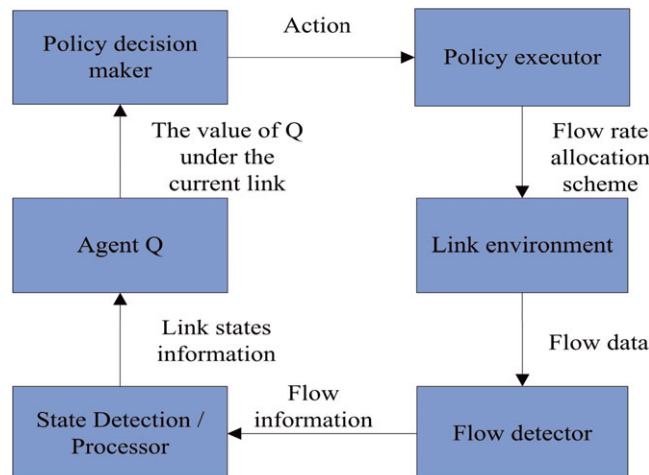 Policy decision
maker
Action
Policy executor
The value of Q
under the
current link
Flow rate
allocation
scheme
Agent Q
Link environment
Link states
information
Flow data
State Detection /
Processor
Flow
information
Flow detector